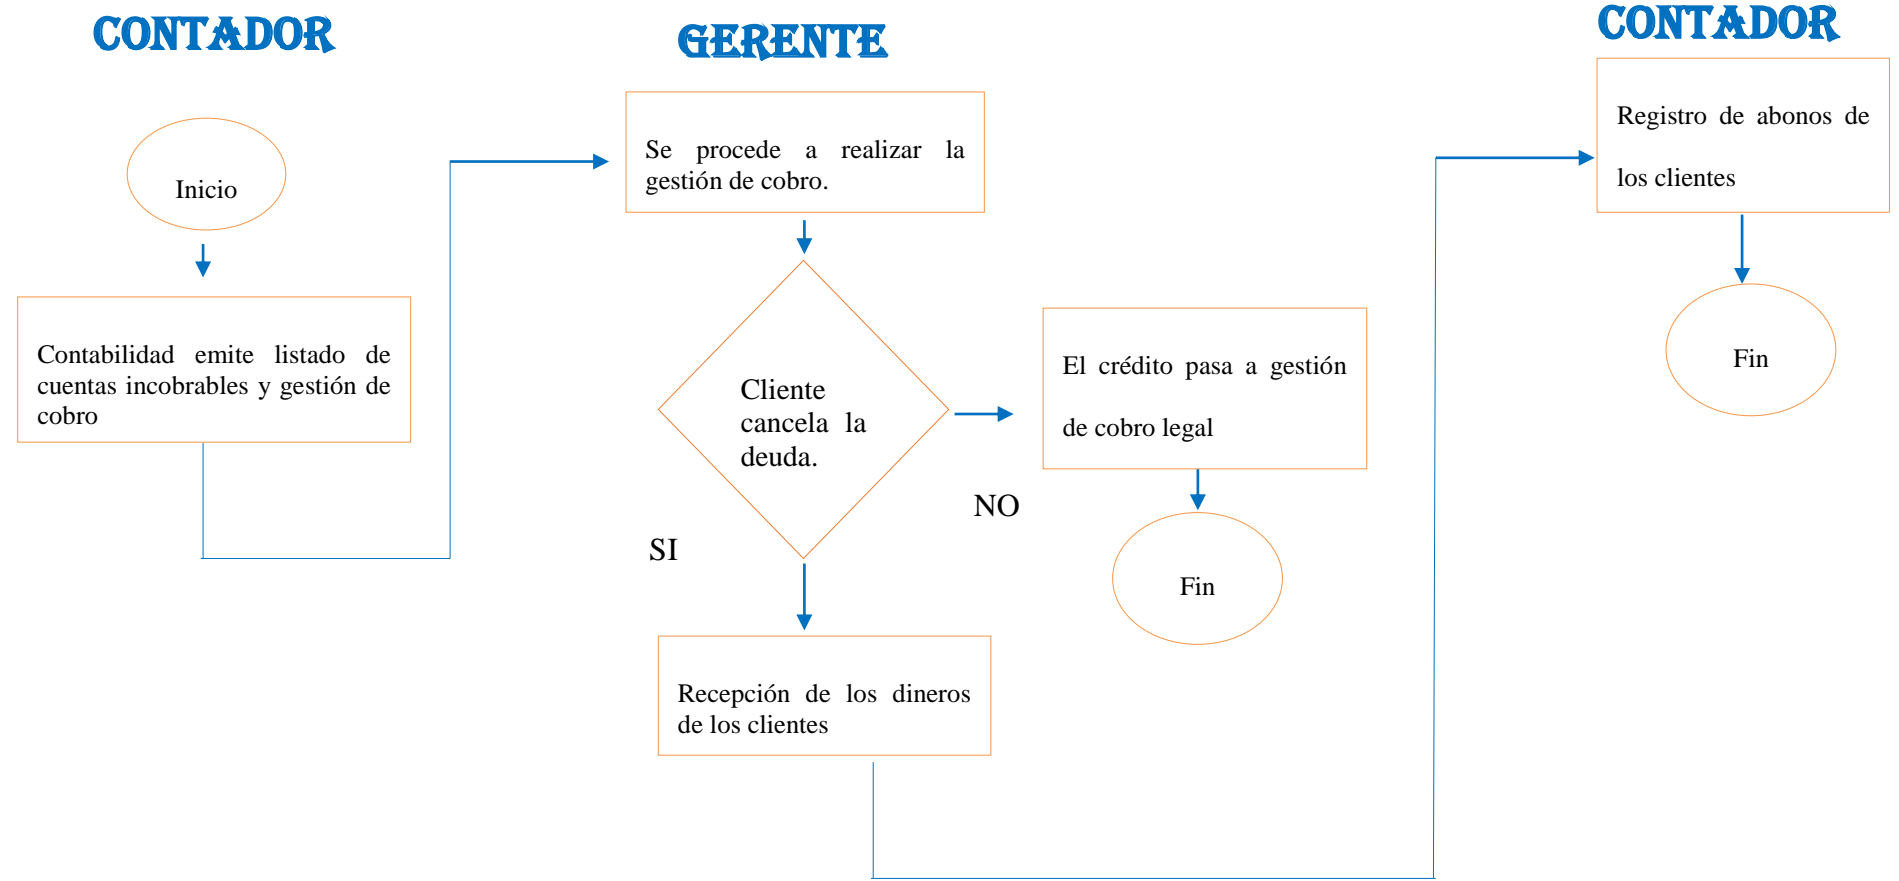 CONTADOR
Inicio
Contabilidad emite listado de
cuentas incobrables y gestión de
cobro
GERENTE
Se procede a realizar la
gestión de cobro.
Cliente
cancela la
deuda.
NO
SI
El crédito pasa a gestión
de cobro legal
Fin
Recepción de los dineros
de los clientes
CONTADOR
Registro de abonos de
los clientes
Fin